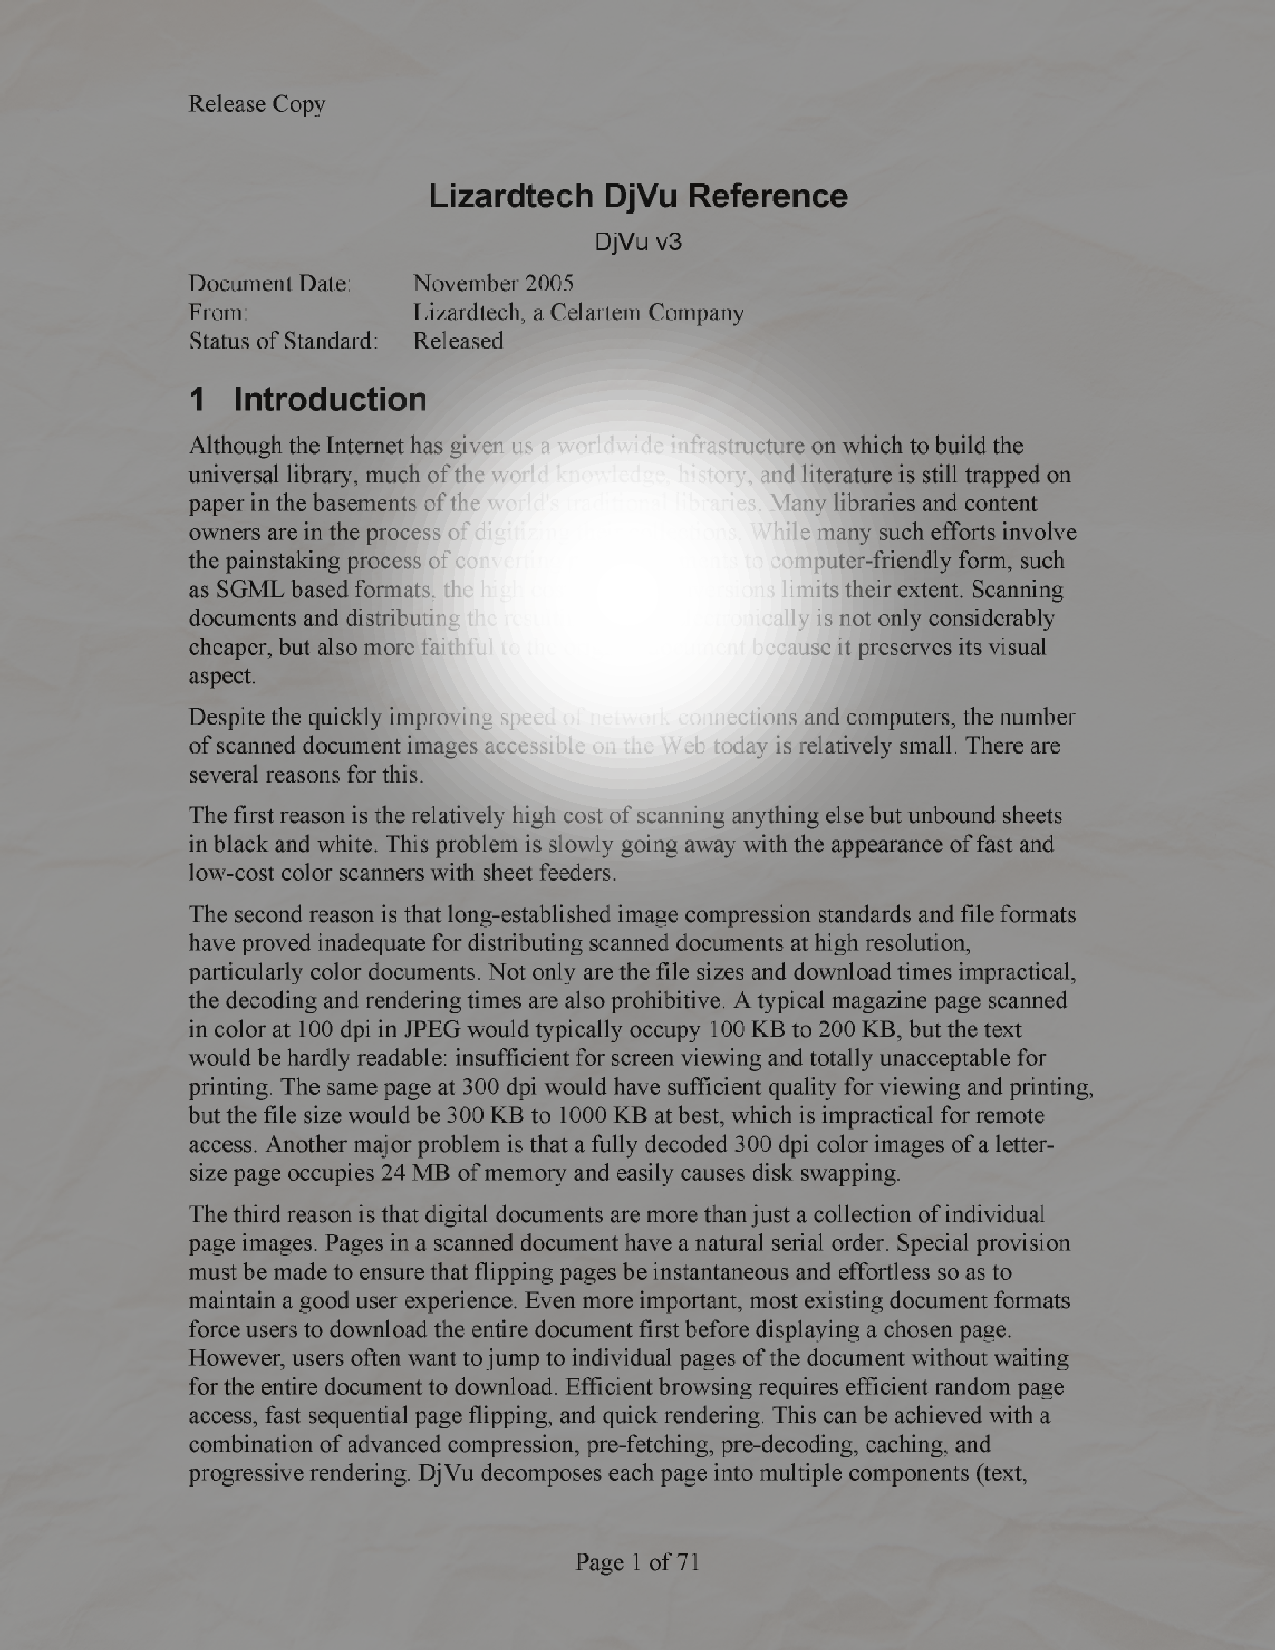 Release Copy
Lizardtech DjVu Reference
DjVu v3
Document Date: November 2005
From: Lizardtech, a Celartem Company
Status of Standard: Released
1 Introduction
Although the Internet has given us a worldwide infrastructure on which to build the
universal library, much of the world knowledge, history, and literature is still trapped on
paper in the basements of the world's traditional libraries. Many libraries and content
owners are in the process of While many such efforts involve
the painstaking process of to computer-friendly form, such
as SGML based formats, the high limits their extent. Scanning
documents and distributing the is not only considerably
cheaper, but also more faithful to because it preserves its visual
aspect.
Despite the quickly improving speed of network connections and computers, the number
of scanned document images accessible on the Web today is relatively small. There are
several reasons for this.
The first reason is the relatively high cost of scanning anything else but unbound sheets
in black and white. This problem is slowly going away with the appearance of fast and
low-cost color scanners with sheet feeders.
The second reason is that long-established image compression standards and file formats
have proved inadequate for distributing scanned documents at high resolution,
particularly color documents. Not only are the file sizes and download times impractical,
the decoding and rendering times are also prohibitive. A typical magazine page scanned
in color at 100 dpi in JPEG would typically occupy 100 KB to 200 KB, but the text
would be hardly readable: insufficient for screen viewing and totally unacceptable for
printing. The same page at 300 dpi would have sufficient quality for viewing and printing,
but the file size would be 300 KB to 1000 KB at best, which is impractical for remote
access. Another major problem is that a fully decoded 300 dpi color images of a letter-
size page occupies 24 MB of memory and easily causes disk swapping.
The third reason is that digital documents are more than just a collection of individual
page images. Pages in a scanned document have a natural serial order. Special provision
must be made to ensure that flipping pages be instantaneous and effortless so as to
maintain a good user experience. Even more important, most existing document formats
force users to download the entire document first before displaying a chosen page.
However, users often want to jump to individual pages of the document without waiting
for the entire document to download. Efficient browsing requires efficient random page
access, fast sequential page flipping, and quick rendering. This can be achieved with a
combination of advanced compression, pre-fetching, pre-decoding, caching, and
progressive rendering. DjVu decomposes each page into multiple components (text,
Page 1 of 71